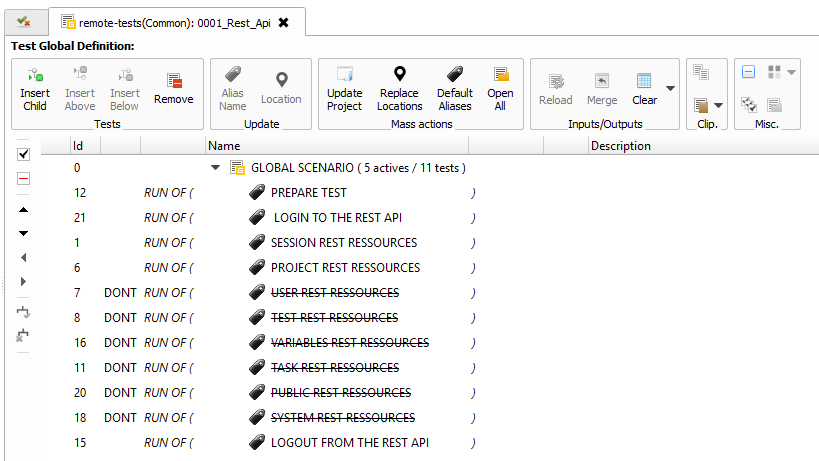 remote-tests(Common): 0001_Rest_Api
Test Global Definition:
Insert Child Insert Above Insert Below Remove Alias Name Location Update Project Replace Locations Default Aliases Open All Reload Merge Clear
Tests Update Mass actions Inputs/Outputs Clip. Misc.
Id Name Description
0 GLOBAL SCENARIO ( 5 actives / 11 tests )
12 RUN OF ( PREPARE TEST )
21 RUN OF ( LOGIN TO THE REST API )
1 RUN OF ( SESSION REST RESSOURCES )
6 RUN OF ( PROJECT REST RESSOURCES )
7 DONT RUN OF ( USER REST RESSOURCES )
8 DONT RUN OF ( TEST REST RESSOURCES )
16 DONT RUN OF ( VARIABLES REST RESSOURCES )
11 DONT RUN OF ( TASK REST RESSOURCES )
20 DONT RUN OF ( PUBLIC REST RESSOURCES )
18 DONT RUN OF ( SYSTEM REST RESSOURCES )
15 RUN OF ( LOGOUT FROM THE REST API )